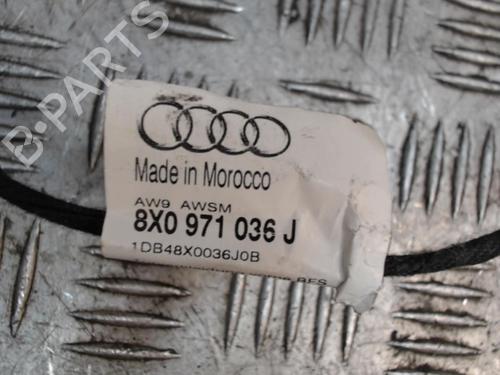 B-PARTS
Made in Morocco
AW9 AWSM
8X0 971 036 J
1DB48X0036J0B